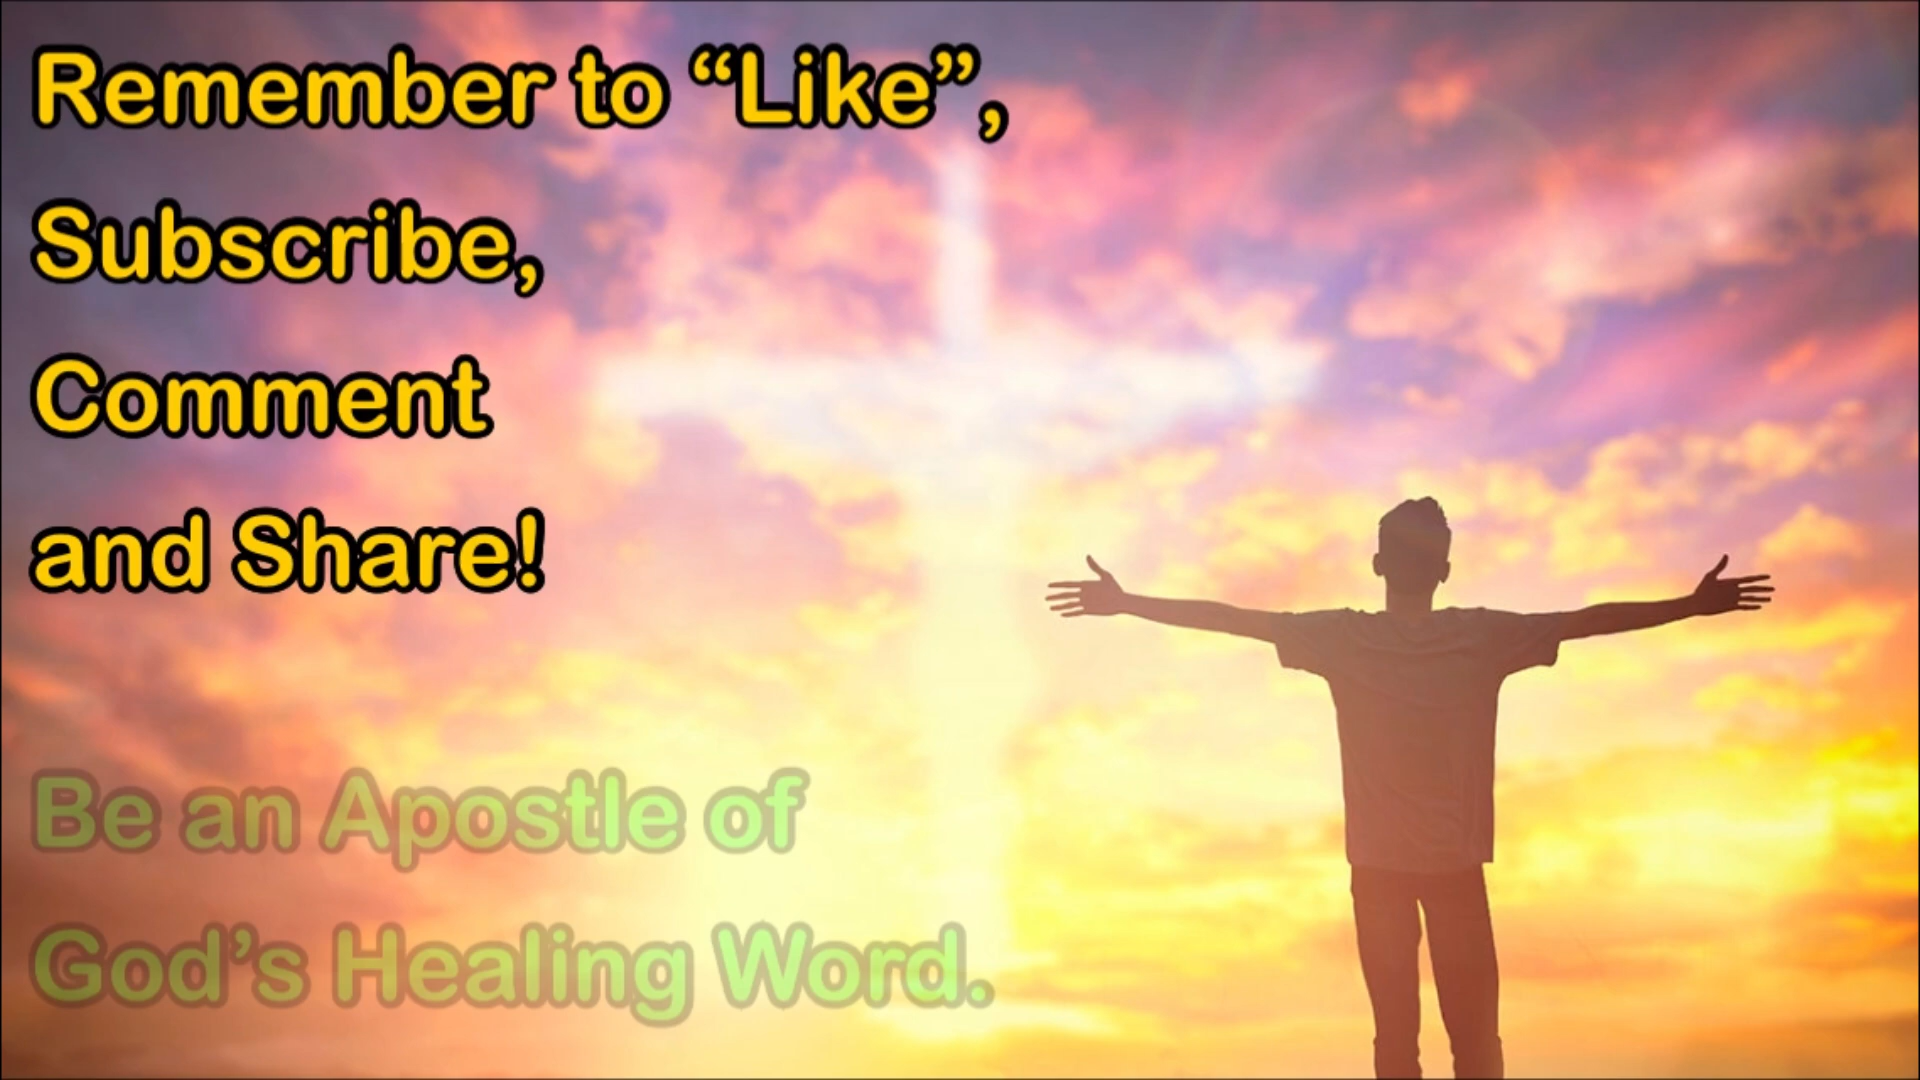 Remember to “Like”,
Subscribe,
Comment
and Share!
Be an Apostle of
God’s Healing Word.